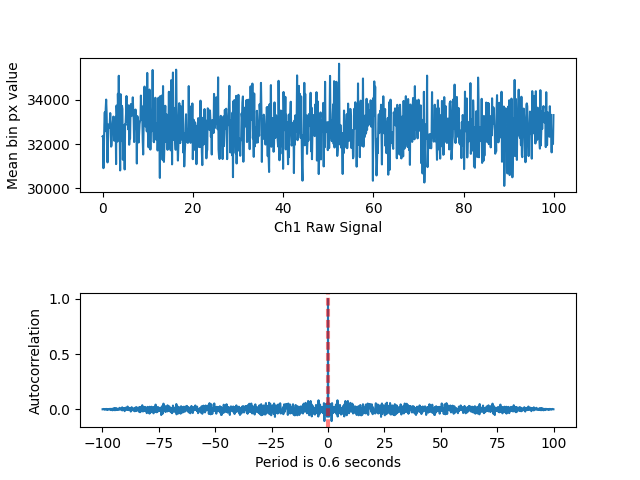 Mean bin px value
34000
32000
30000
0 20 40 60 80 100
Ch1 Raw Signal
Autocorrelation
1.0
0.5
0.0
−100 −75 −50 −25 0 25 50 75 100
Period is 0.6 seconds